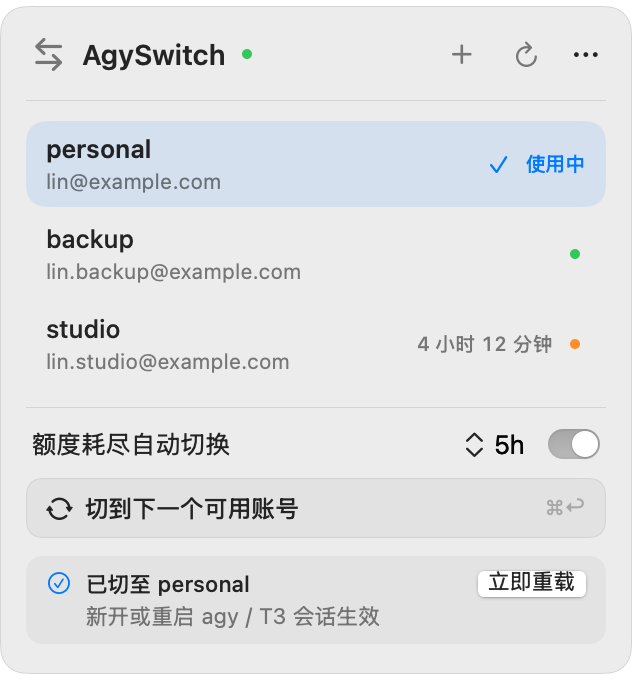 AgySwitch
personal
lin@example.com
使用中
backup
lin.backup@example.com
studio
lin.studio@example.com
4 小时 12 分钟
额度耗尽自动切换
5h
切到下一个可用账号
⌘↩
已切至 personal
新开或重启 agy / T3 会话生效
立即重载